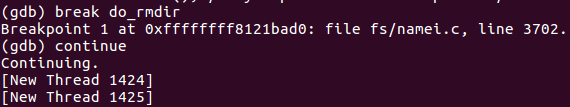 (gdb) break do_rmdir
Breakpoint 1 at 0xffffffff8121bad0: file fs/namei.c, line 3702.
(gdb) continue
Continuing.
[New Thread 1424]
[New Thread 1425]